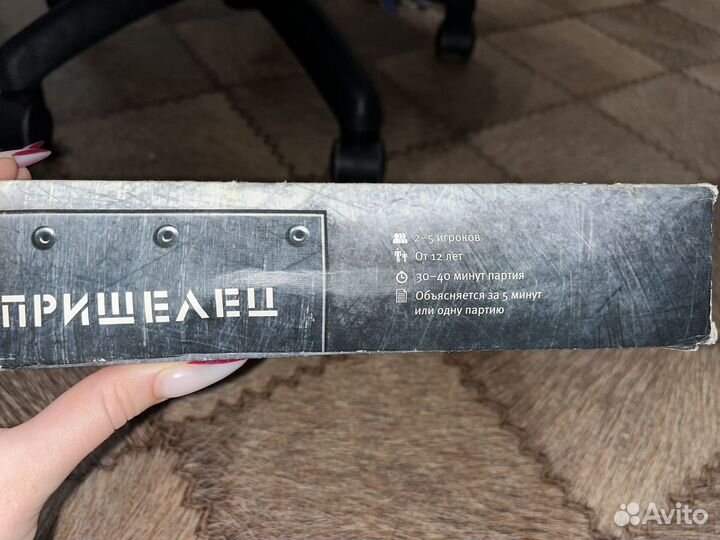 ПРИШЕЛЕЦ
2–5 игроков
От 12 лет
30–40 минут партия
Объясняется за 5 минут
или одну партию
Avito